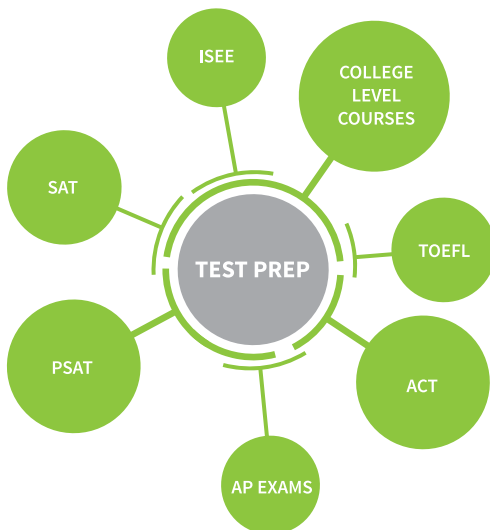 ISEE
COLLEGE
LEVEL
COURSES
SAT
TOEFL
TEST PREP
PSAT
ACT
AP EXAMS